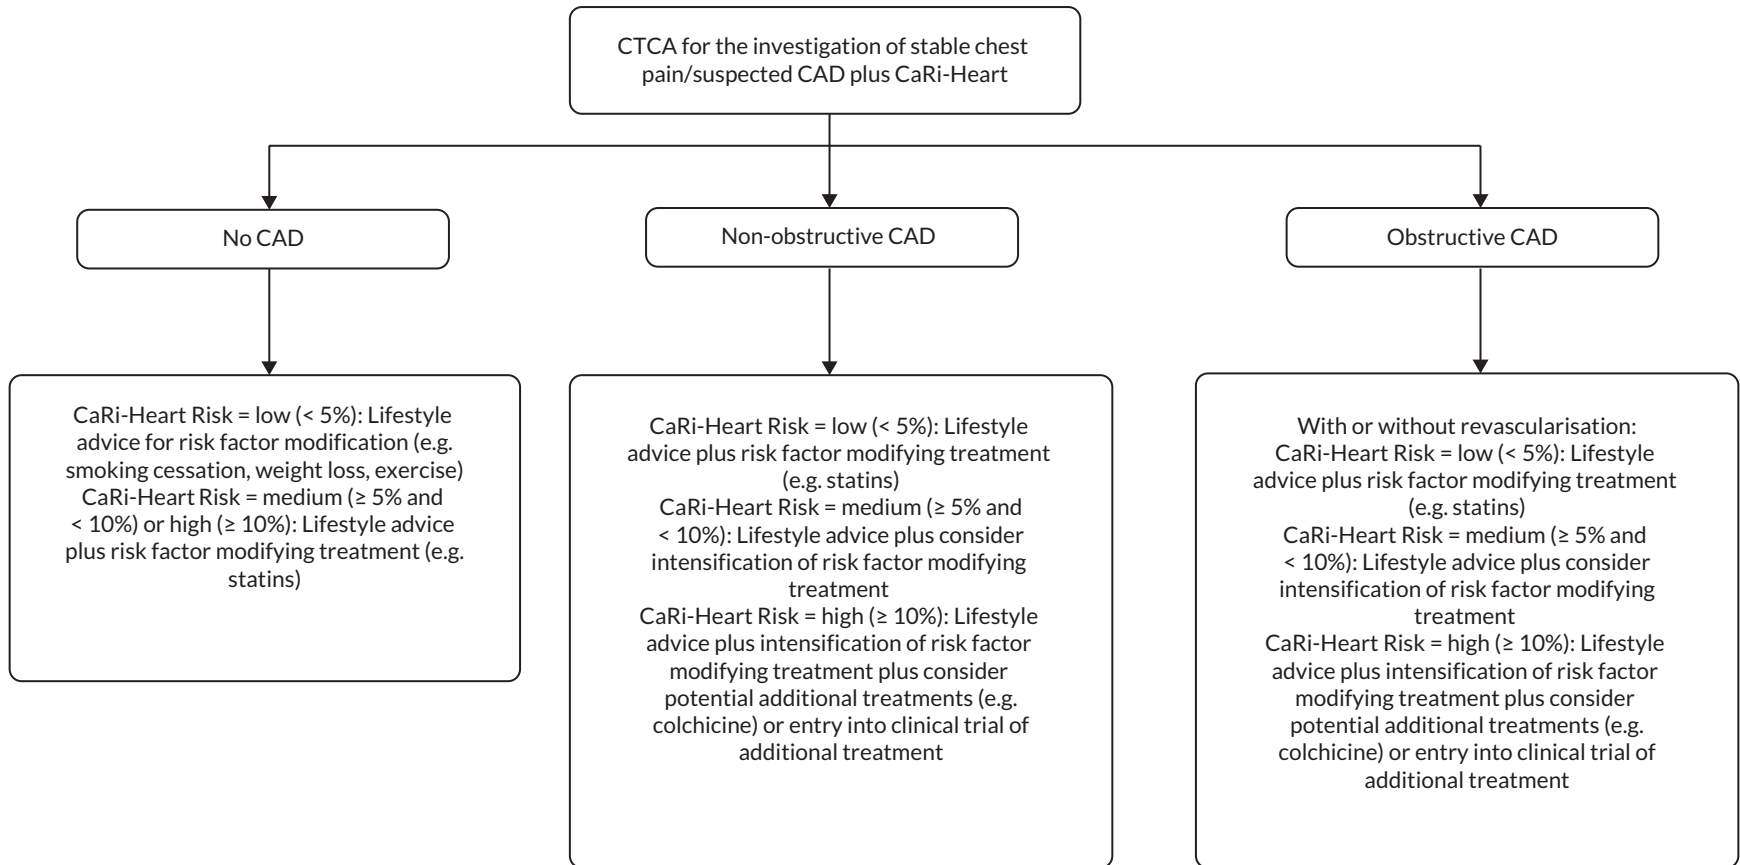 CTCA for the investigation of stable chest
pain/suspected CAD plus CaRi-Heart
No CAD
Non-obstructive CAD
Obstructive CAD
CaRi-Heart Risk = low (< 5%): Lifestyle
advice for risk factor modification (e.g.
smoking cessation, weight loss, exercise)
CaRi-Heart Risk = medium (≥ 5% and
< 10%) or high (≥ 10%): Lifestyle advice
plus risk factor modifying treatment (e.g.
statins)
CaRi-Heart Risk = low (< 5%): Lifestyle
advice plus risk factor modifying treatment
(e.g. statins)
CaRi-Heart Risk = medium (≥ 5% and
< 10%): Lifestyle advice plus consider
intensification of risk factor modifying
treatment
CaRi-Heart Risk = high (≥ 10%): Lifestyle
advice plus intensification of risk factor
modifying treatment plus consider
potential additional treatments (e.g.
colchicine) or entry into clinical trial of
additional treatment
With or without revascularisation:
CaRi-Heart Risk = low (< 5%): Lifestyle
advice plus risk factor modifying treatment
(e.g. statins)
CaRi-Heart Risk = medium (≥ 5% and
< 10%): Lifestyle advice plus consider
intensification of risk factor modifying
treatment
CaRi-Heart Risk = high (≥ 10%): Lifestyle
advice plus intensification of risk factor
modifying treatment plus consider
potential additional treatments (e.g.
colchicine) or entry into clinical trial of
additional treatment